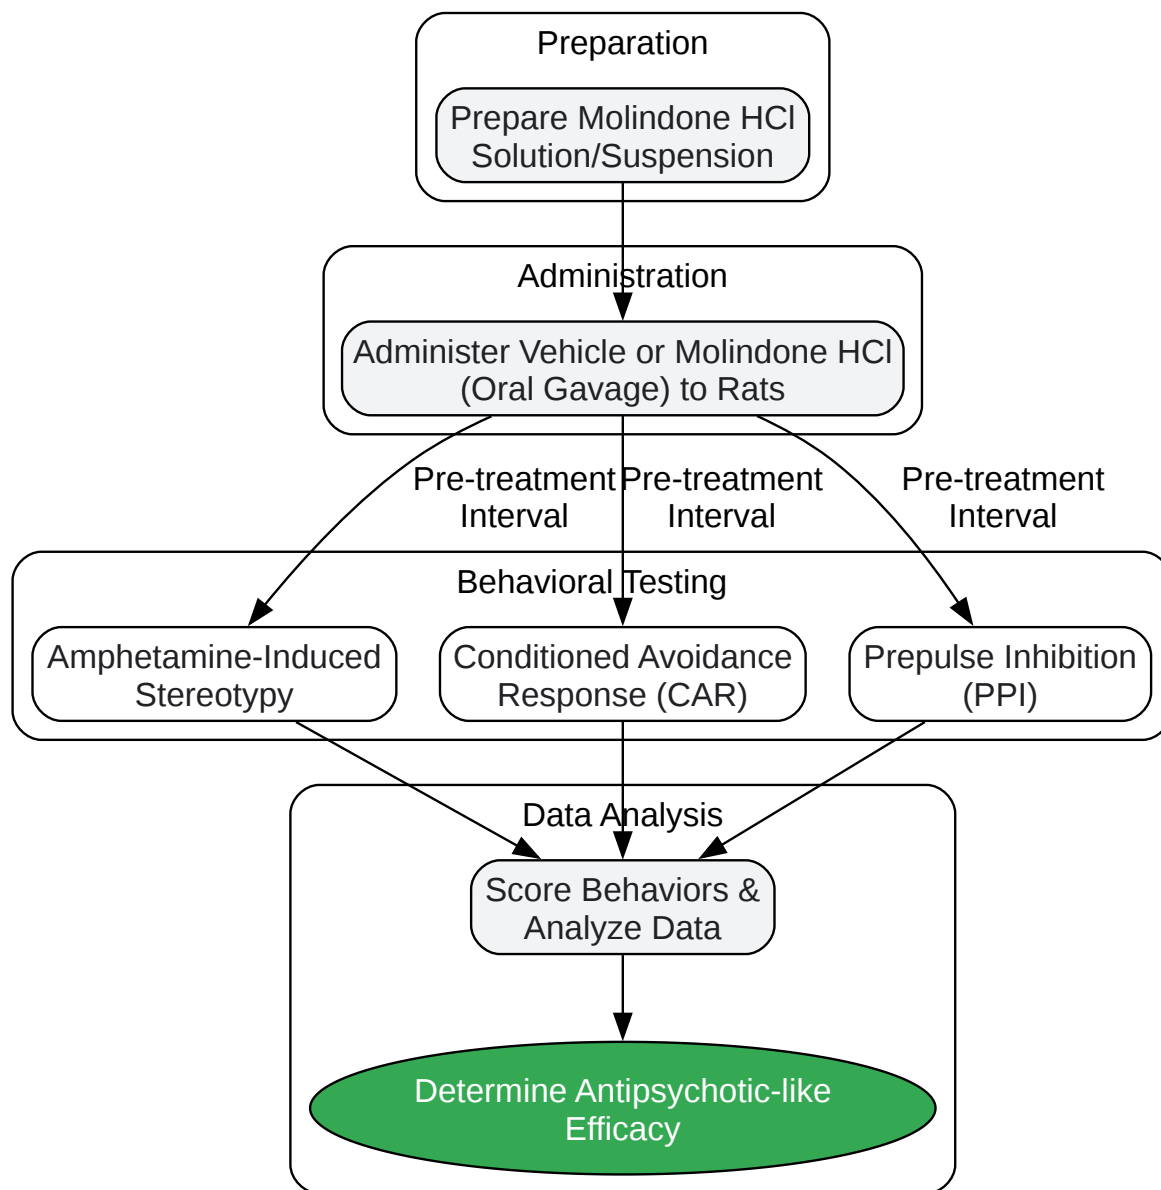 Preparation
Prepare Molindone HCl
Solution/Suspension
Administration
Administer Vehicle or Molindone HCl
(Oral Gavage) to Rats
Pre-treatment
Interval
Pre-treatment
Interval
Pre-treatment
Interval
Behavioral Testing
Amphetamine-Induced
Stereotypy
Conditioned Avoidance
Response (CAR)
Prepulse Inhibition
(PPI)
Data Analysis
Score Behaviors &
Analyze Data
Determine Antipsychotic-like
Efficacy